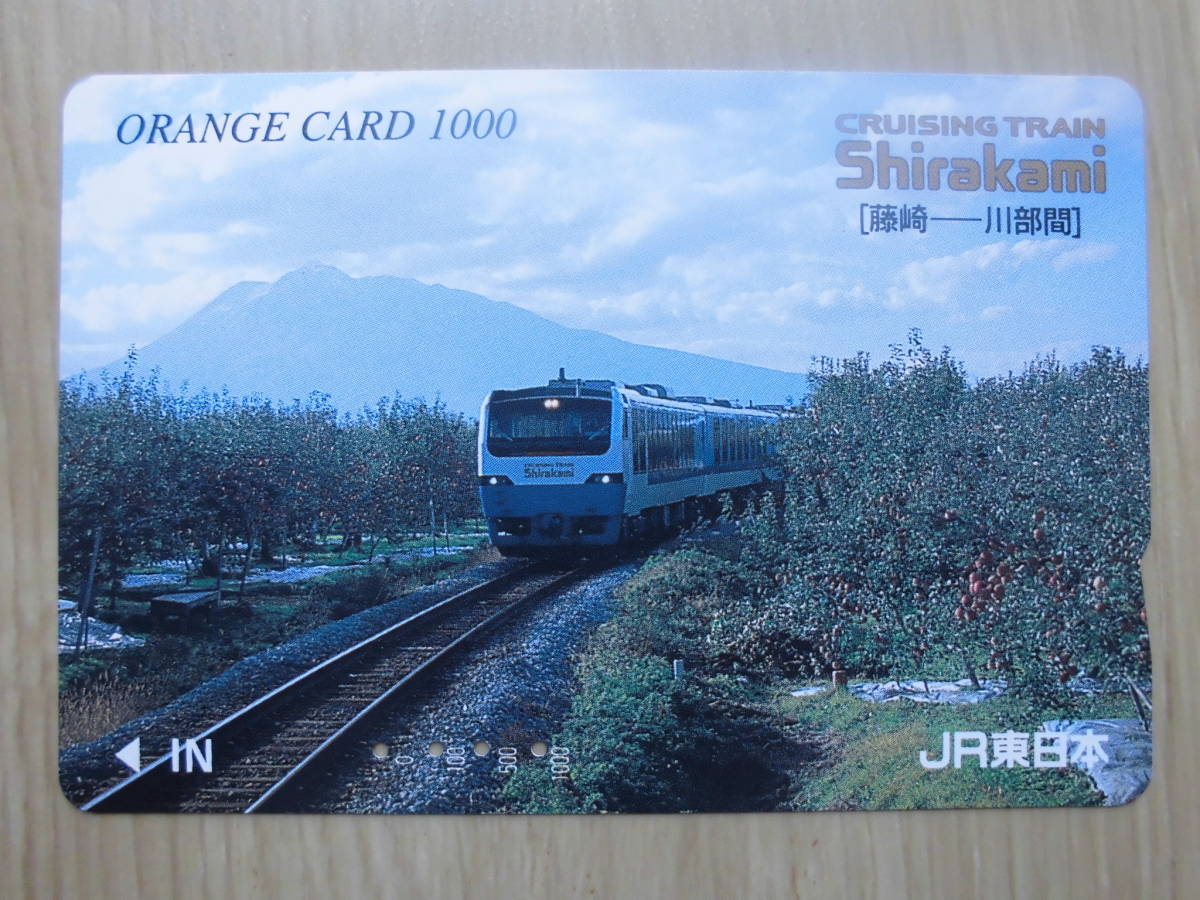 ORANGE CARD 1000
CRUISING TRAIN
Shirakami
[藤崎――川部間]
CRUISING TRAIN
Shirakami
◀ IN
0
100
500
1000
JR東日本